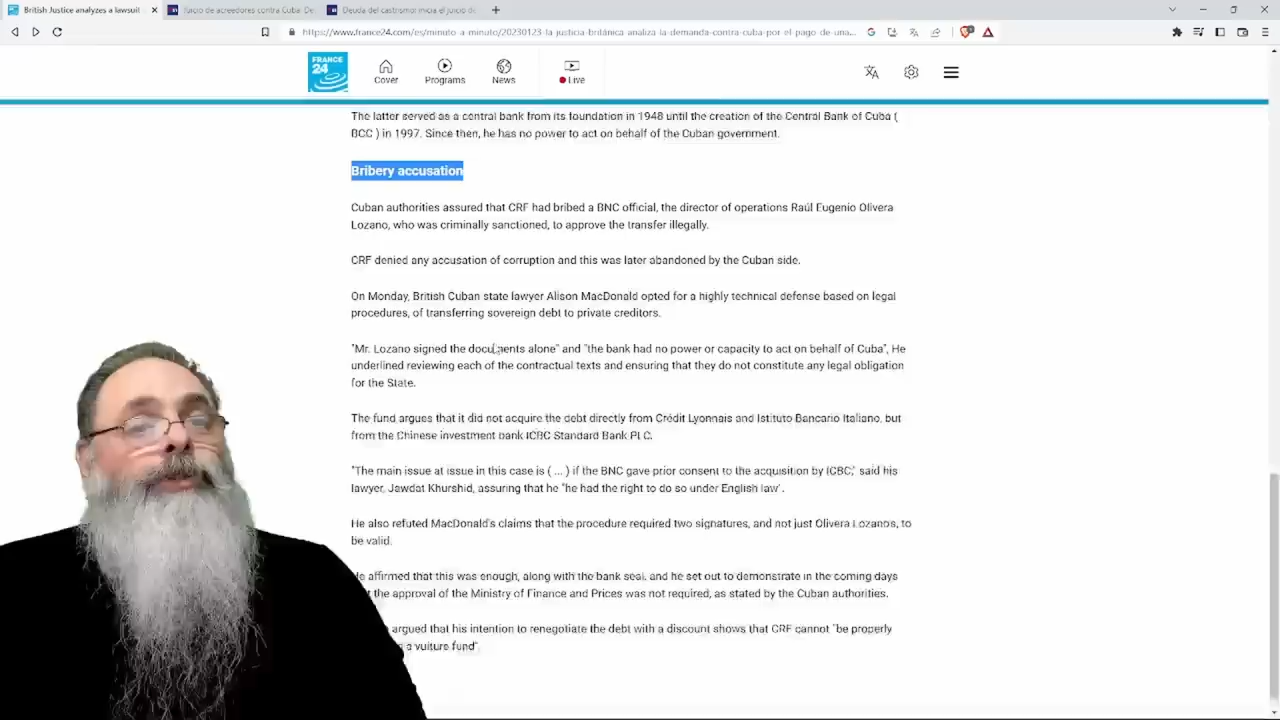 British Justice analyzes a lawsuit
Juicio de acreedores contra Cuba: De
Deuda del castrismo: inicia el juicio d
https://www.france24.com/es/minuto-a-minuto/20230123-la-justicia-británica-analiza-la-demanda-contra-cuba-por-el-pago-de-una...
FRANCE
24
Cover
Programs
News
Live
The latter served as a central bank from its foundation in 1948 until the creation of the Central Bank of Cuba (
BCC ) in 1997. Since then, he has no power to act on behalf of the Cuban government.
Bribery accusation
Cuban authorities assured that CRF had bribed a BNC official, the director of operations Raúl Eugenio Olivera
Lozano, who was criminally sanctioned, to approve the transfer illegally.
CRF denied any accusation of corruption and this was later abandoned by the Cuban side.
On Monday, British Cuban state lawyer Alison MacDonald opted for a highly technical defense based on legal
procedures, of transferring sovereign debt to private creditors.
"Mr. Lozano signed the documents alone" and "the bank had no power or capacity to act on behalf of Cuba", He
underlined reviewing each of the contractual texts and ensuring that they do not constitute any legal obligation
for the State.
The fund argues that it did not acquire the debt directly from Crédit Lyonnais and Istituto Bancario Italiano, but
from the Chinese investment bank ICBC Standard Bank PLC.
"The main issue at issue in this case is ( ... ) if the BNC gave prior consent to the acquisition by ICBC," said his
lawyer, Jawdat Khurshid, assuring that he "he had the right to do so under English law".
He also refuted MacDonald's claims that the procedure required two signatures, and not just Olivera Lozano's, to
be valid.
He affirmed that this was enough, along with the bank seal, and he set out to demonstrate in the coming days
the approval of the Ministry of Finance and Prices was not required, as stated by the Cuban authorities.
argued that his intention to renegotiate the debt with a discount shows that CRF cannot "be properly
a vulture fund".